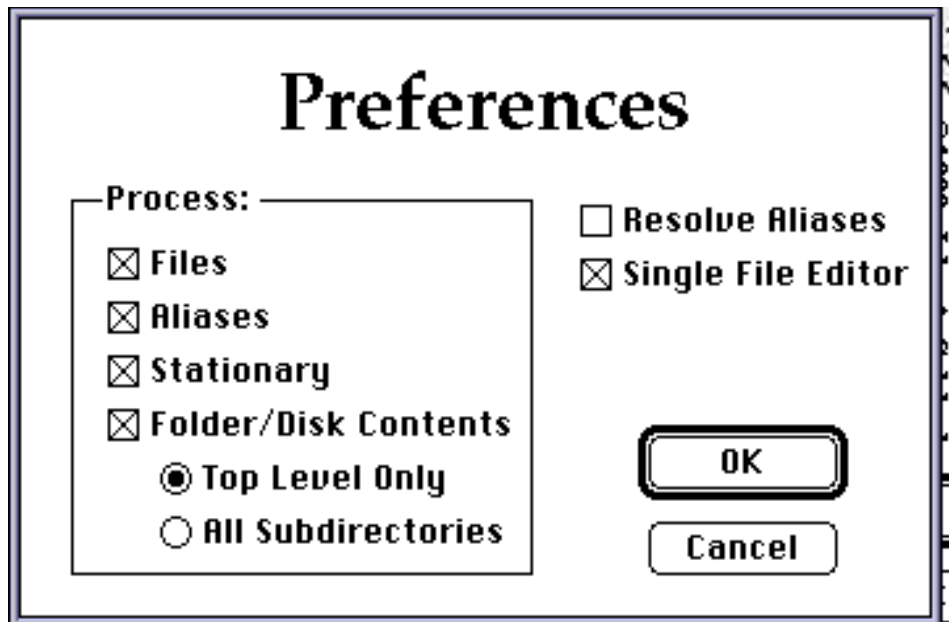 Preferences
Process:
Files
Aliases
Stationary
Folder/Disk Contents
Top Level Only
All Subdirectories
Resolve Aliases
Single File Editor
OK
Cancel